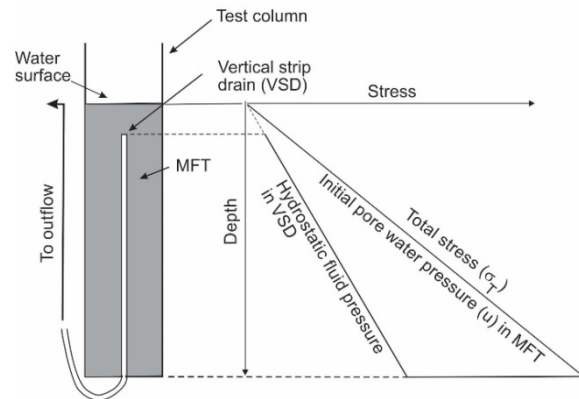 Test column
Water
surface
Vertical strip
drain (VSD)
Stress
MFT
To outflow
Depth
Hydrostatic fluid pressure
in VSD
Total stress (σT)
Initial pore water pressure (u) in MFT